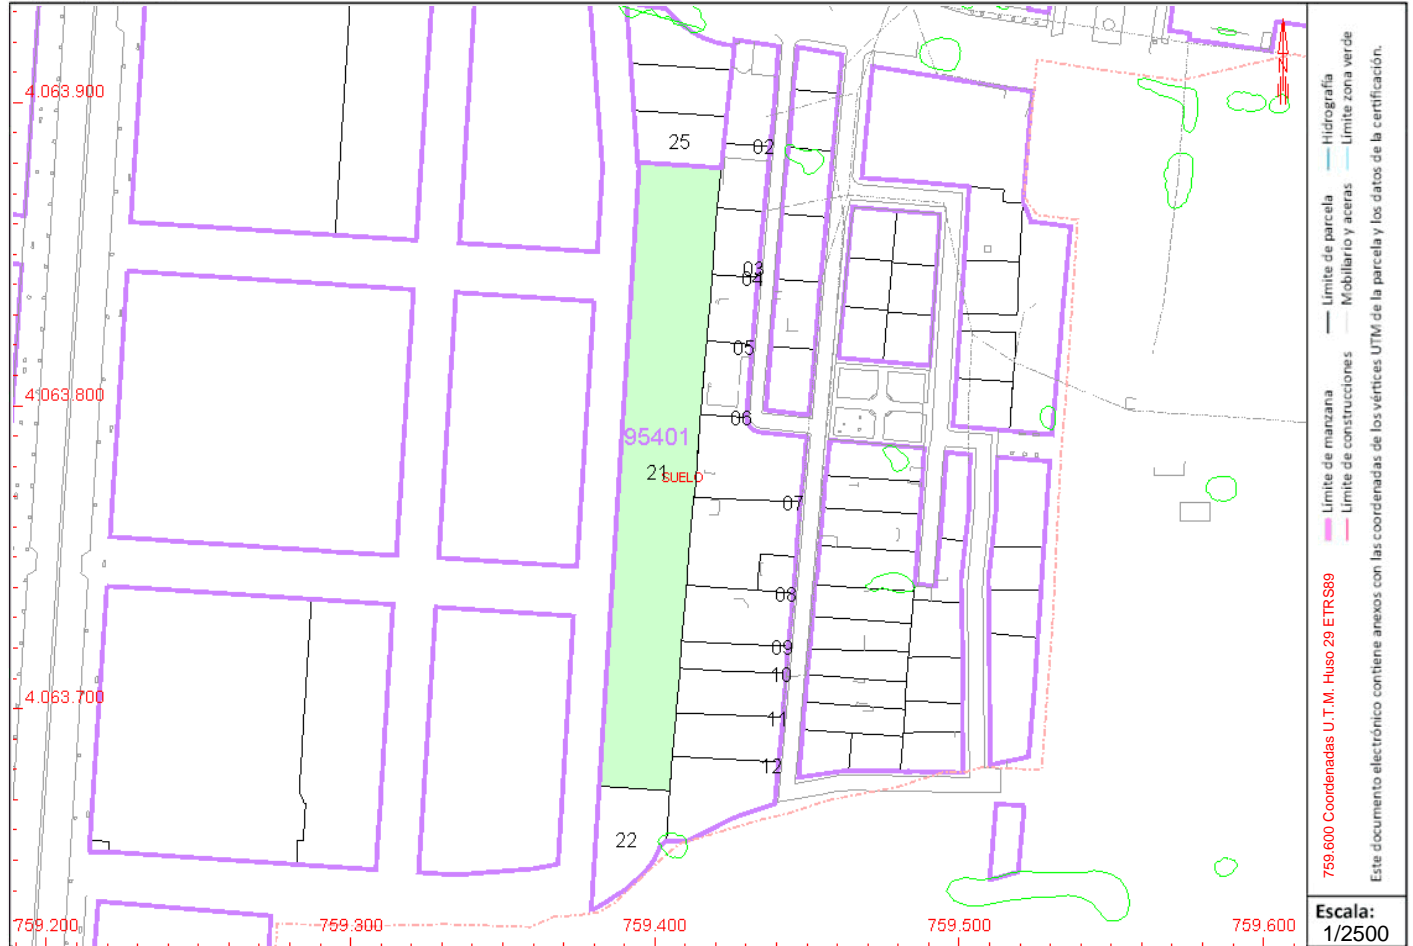 4.063.900
25
02
03
04
05
4.063.800
06
95401
21
SUELO
07
08
09
10
4.063.700
11
12
22
759.200
759.300
759.400
759.500
759.600
N
Limite de manzana
Limite de parcela
Hidrografía
Límite de construcciones
Mobiliario y aceras
Límite zona verde
759.600 Coordenadas U.T.M. Huso 29 ETRS89
Este documento electrónico contiene anexos con las coordenadas de los vértices UTM de la parcela y los datos de la certificación.
Escala:
1/2500